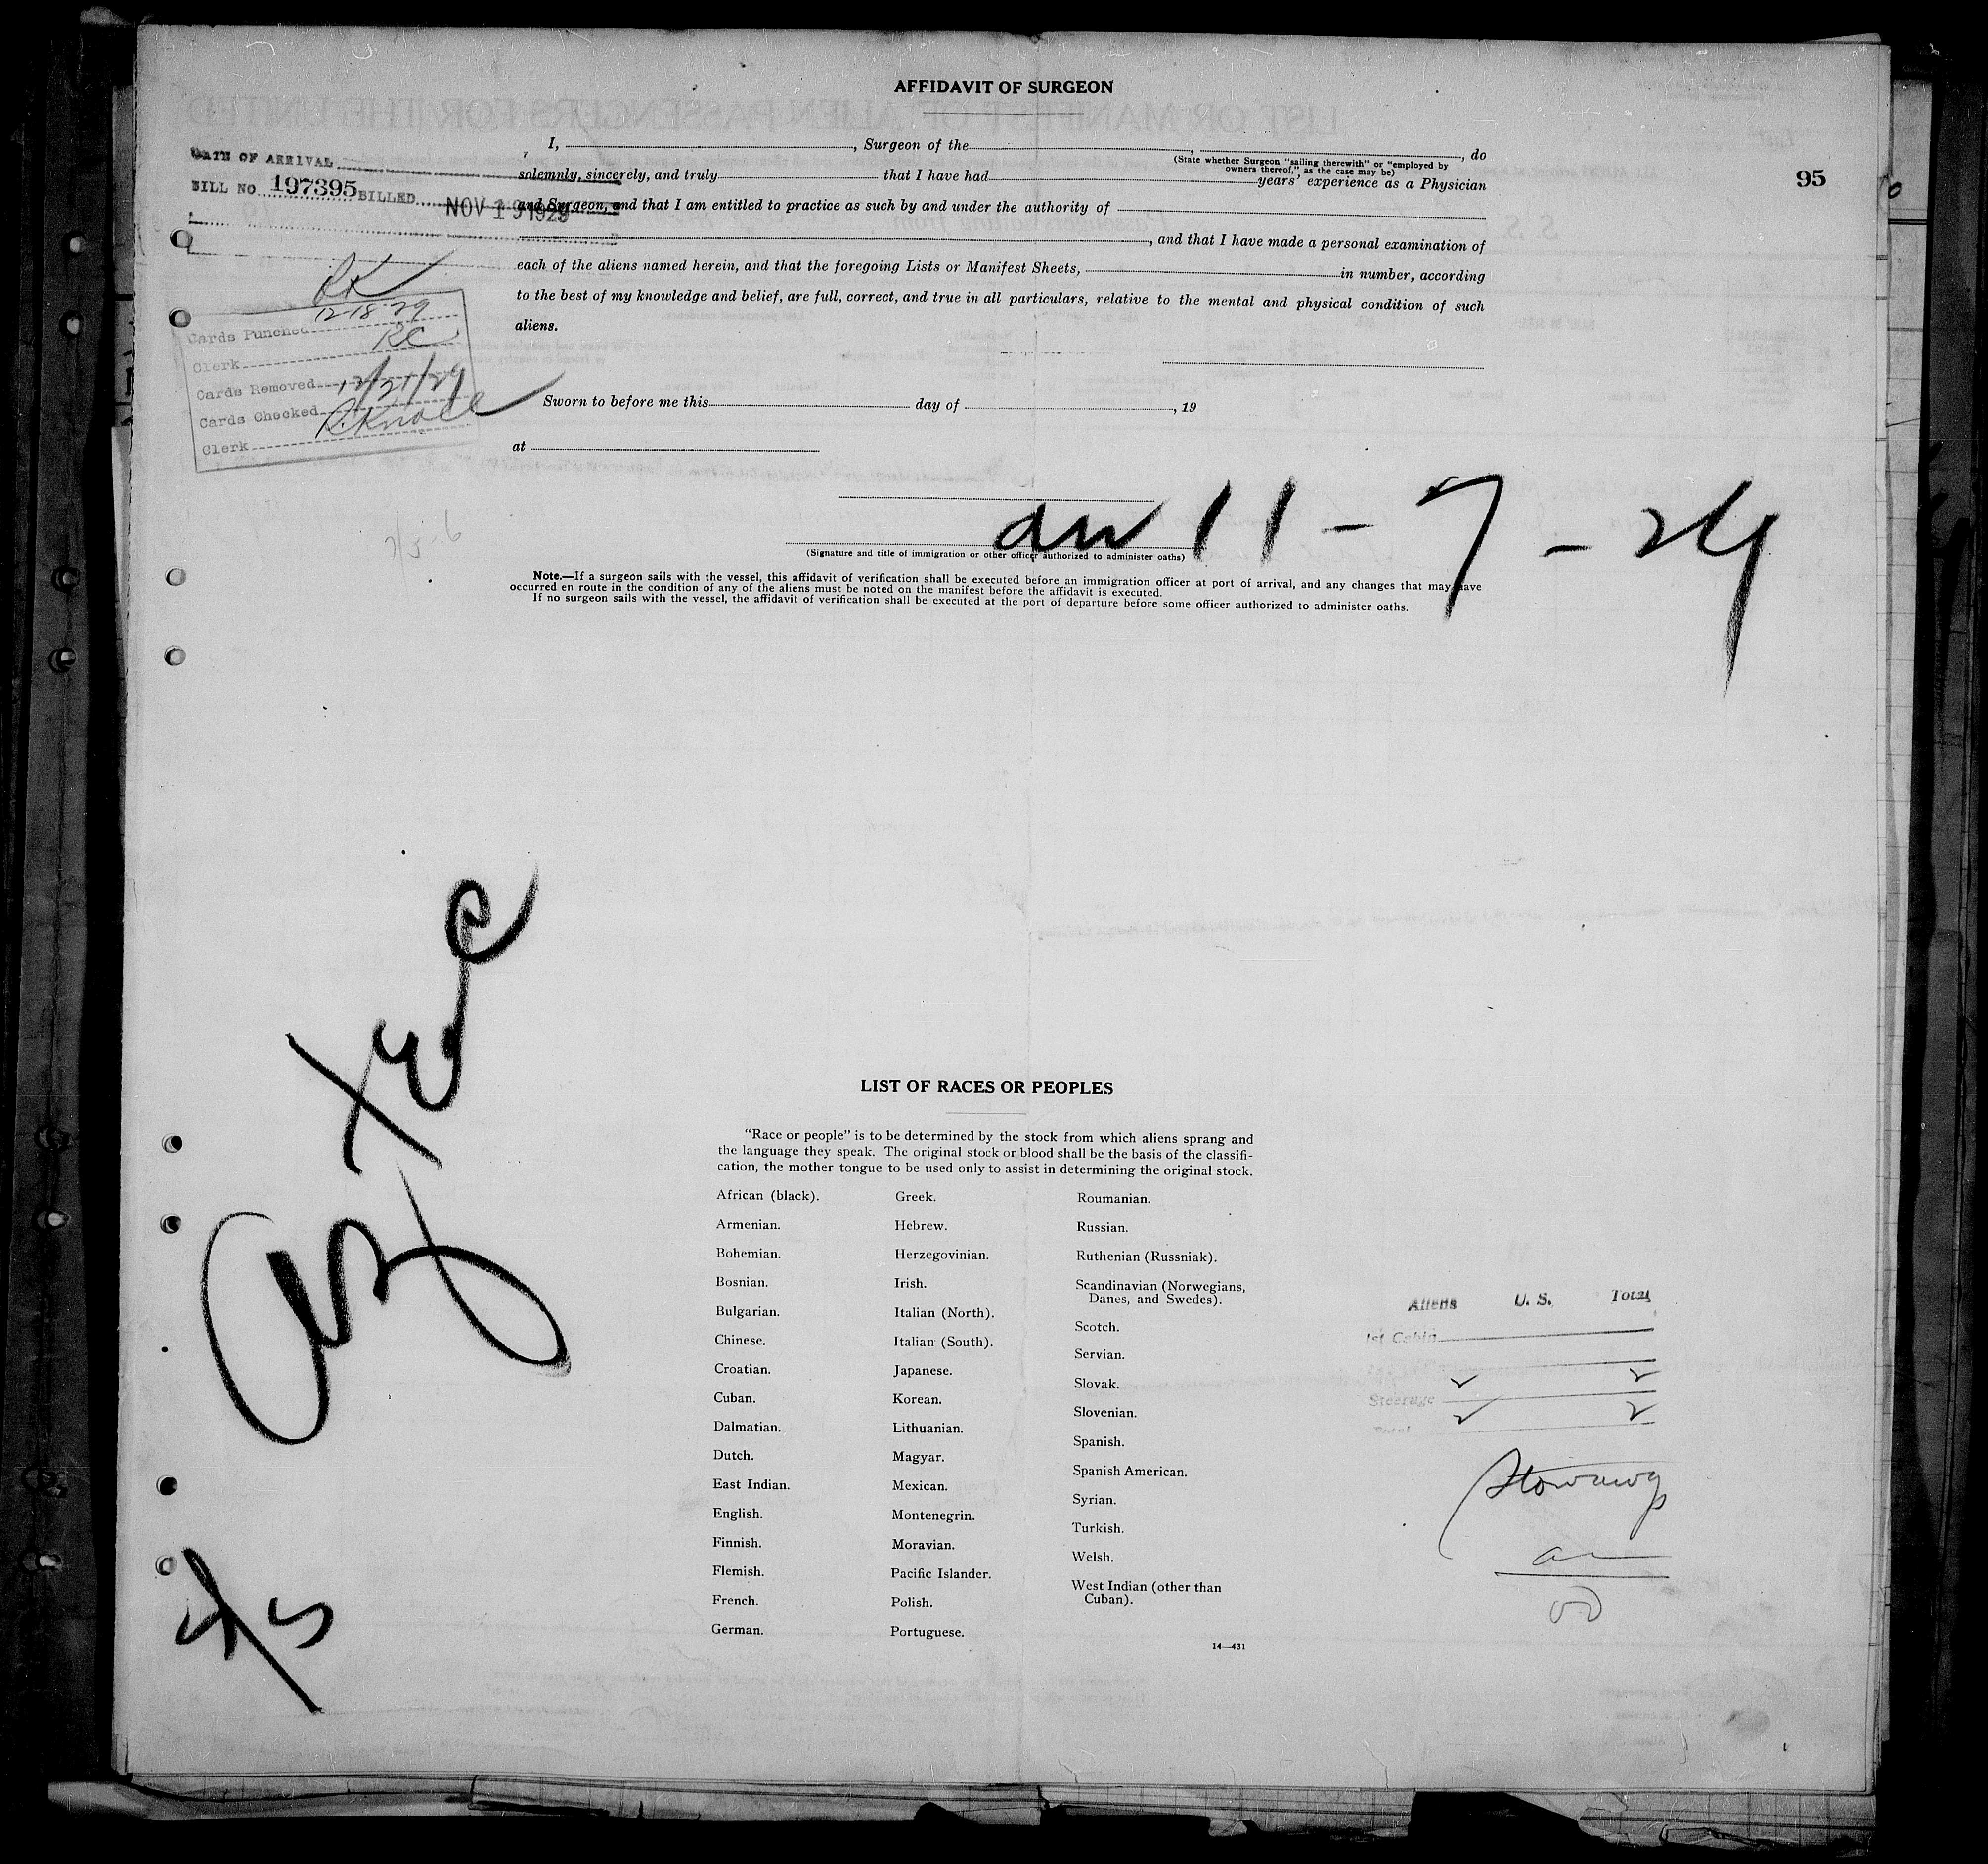 AFFIDAVIT OF SURGEON
I, , Surgeon of the , , do
(State whether Surgeon "sailing therewith" or "employed by
owners thereof," as the case may be)
solemnly, sincerely, and truly that I have had years' experience as a Physician
and Surgeon, and that I am entitled to practice as such by and under the authority of
, and that I have made a personal examination of
each of the aliens named herein, and that the foregoing Lists or Manifest Sheets, in number, according
to the best of my knowledge and belief, are full, correct, and true in all particulars, relative to the mental and physical condition of such
aliens.
Sworn to before me this day of , 19
at
(Signature and title of immigration or other officer authorized to administer oaths)
Note.—If a surgeon sails with the vessel, this affidavit of verification shall be executed before an immigration officer at port of arrival, and any changes that may have
occurred en route in the condition of any of the aliens must be noted on the manifest before the affidavit is executed.
If no surgeon sails with the vessel, the affidavit of verification shall be executed at the port of departure before some officer authorized to administer oaths.
DATE OF ARRIVAL
BILL NO. 197395 BILLED NOV 19 1929
OK
Cards Punched 12-18-29
Clerk RC
Cards Removed 12/21/29
Cards Checked
Clerk
95
11-7-29
Aztec
S/S
LIST OF RACES OR PEOPLES
"Race or people" is to be determined by the stock from which aliens sprang and
the language they speak. The original stock or blood shall be the basis of the classifi-
cation, the mother tongue to be used only to assist in determining the original stock.
African (black).
Armenian.
Bohemian.
Bosnian.
Bulgarian.
Chinese.
Croatian.
Cuban.
Dalmatian.
Dutch.
East Indian.
English.
Finnish.
Flemish.
French.
German.
Greek.
Hebrew.
Herzegovinian.
Irish.
Italian (North).
Italian (South).
Japanese.
Korean.
Lithuanian.
Magyar.
Mexican.
Montenegrin.
Moravian.
Pacific Islander.
Polish.
Portuguese.
Roumanian.
Russian.
Ruthenian (Russniak).
Scandinavian (Norwegians,
Danes, and Swedes).
Scotch.
Servian.
Slovak.
Slovenian.
Spanish.
Spanish American.
Syrian.
Turkish.
Welsh.
West Indian (other than
Cuban).
14—431
Aliens U. S. Total
1st Cabin
Steerage
Total
Stowaway